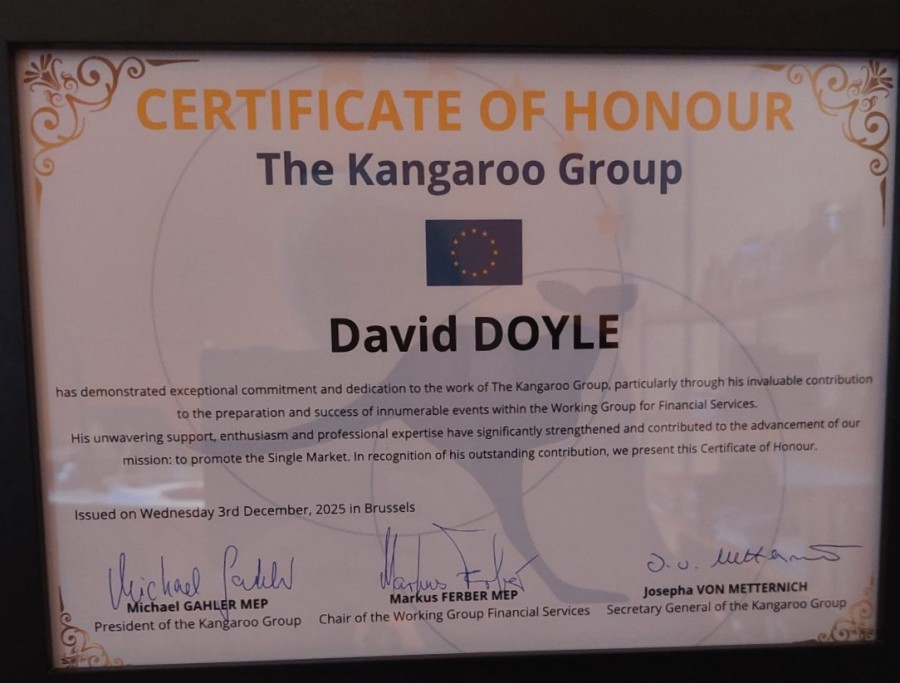 CERTIFICATE OF HONOUR
The Kangaroo Group
David DOYLE
has demonstrated exceptional commitment and dedication to the work of The Kangaroo Group, particularly through his invaluable contribution
to the preparation and success of innumerable events within the Working Group for Financial Services.
His unwavering support, enthusiasm and professional expertise have significantly strengthened and contributed to the advancement of our
mission: to promote the Single Market. In recognition of his outstanding contribution, we present this Certificate of Honour.
Issued on Wednesday 3rd December, 2025 in Brussels
Michael Gahler Markus Ferber J. v. Metternich
Michael GAHLER MEP Markus FERBER MEP Josepha VON METTERNICH
President of the Kangaroo Group Chair of the Working Group Financial Services Secretary General of the Kangaroo Group